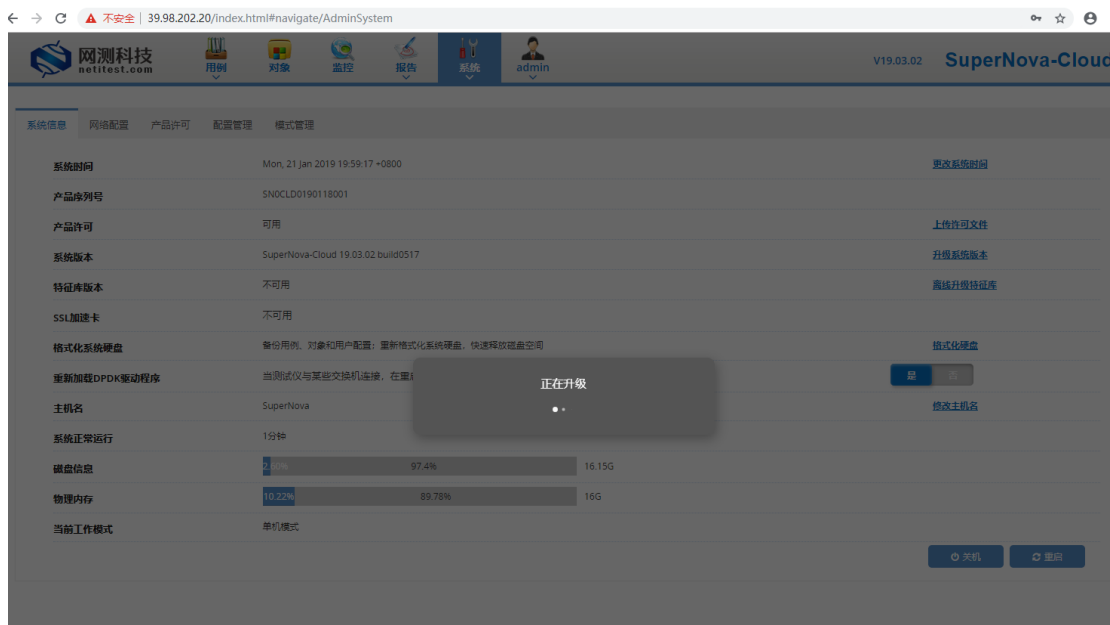 不安全 39.98.202.20/index.html#navigate/AdminSystem
网测科技
netitest.com
用例 对象 监控 报告 系统 admin
V19.03.02 SuperNova-Cloud
系统信息 网络配置 产品许可 配置管理 模式管理
系统时间 Mon, 21 Jan 2019 19:59:17 +0800 更改系统时间
产品序列号 SN0CLD0190118001
产品许可 可用 上传许可文件
系统版本 SuperNova-Cloud 19.03.02 build0517 升级系统版本
特征库版本 不可用 离线升级特征库
SSL加速卡 不可用
格式化系统硬盘 备份用例、对象和用户配置；重新格式化系统硬盘，快速释放磁盘空间 格式化硬盘
重新加载DPDK驱动程序 当测试仪与某些交换机连接，在重 是 否
正在升级
主机名 SuperNova 修改主机名
系统正常运行 1分钟
磁盘信息 2.60% 97.4% 16.15G
物理内存 10.22% 89.78% 16G
当前工作模式 单机模式
关机 重启